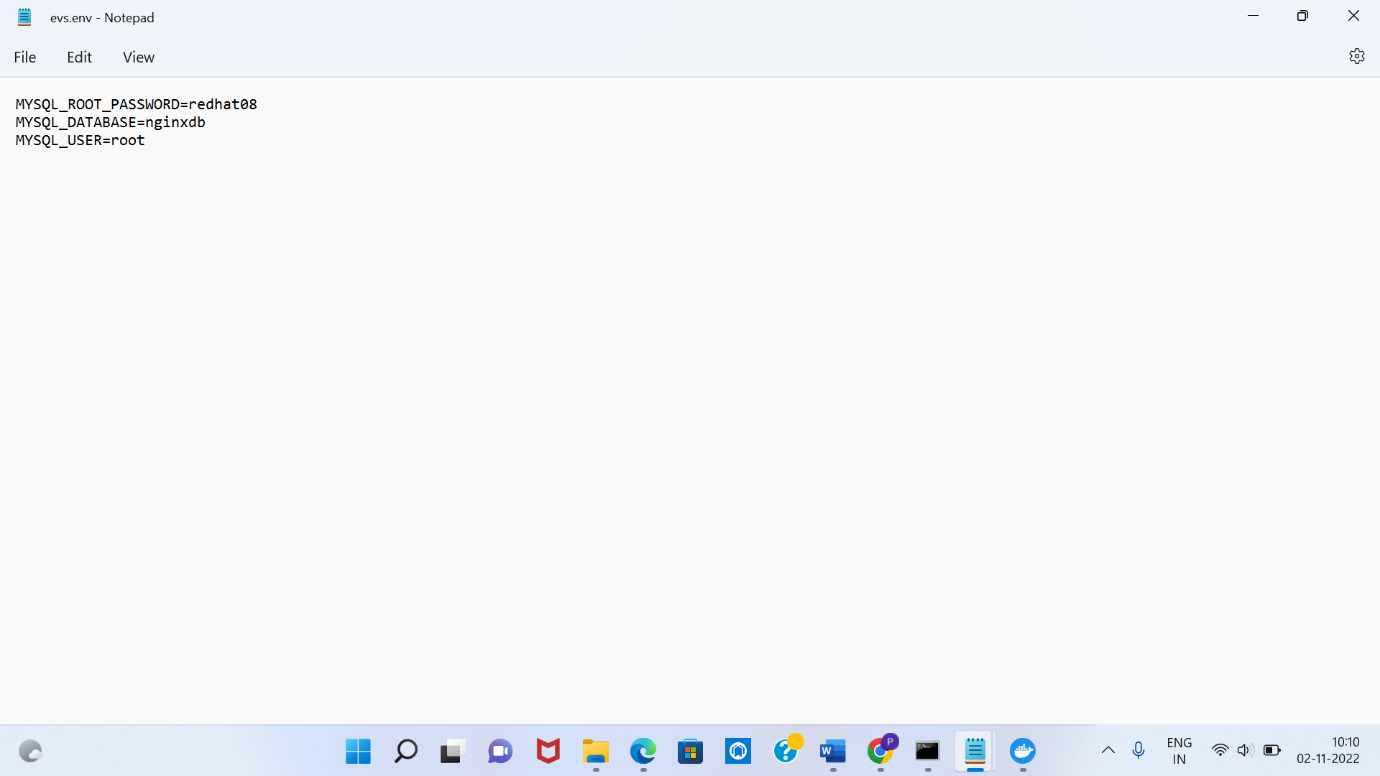 evs.env - Notepad
File Edit View
MYSQL_ROOT_PASSWORD=redhat08
MYSQL_DATABASE=nginxdb
MYSQL_USER=root
P
W
ENG
IN
10:10
02-11-2022